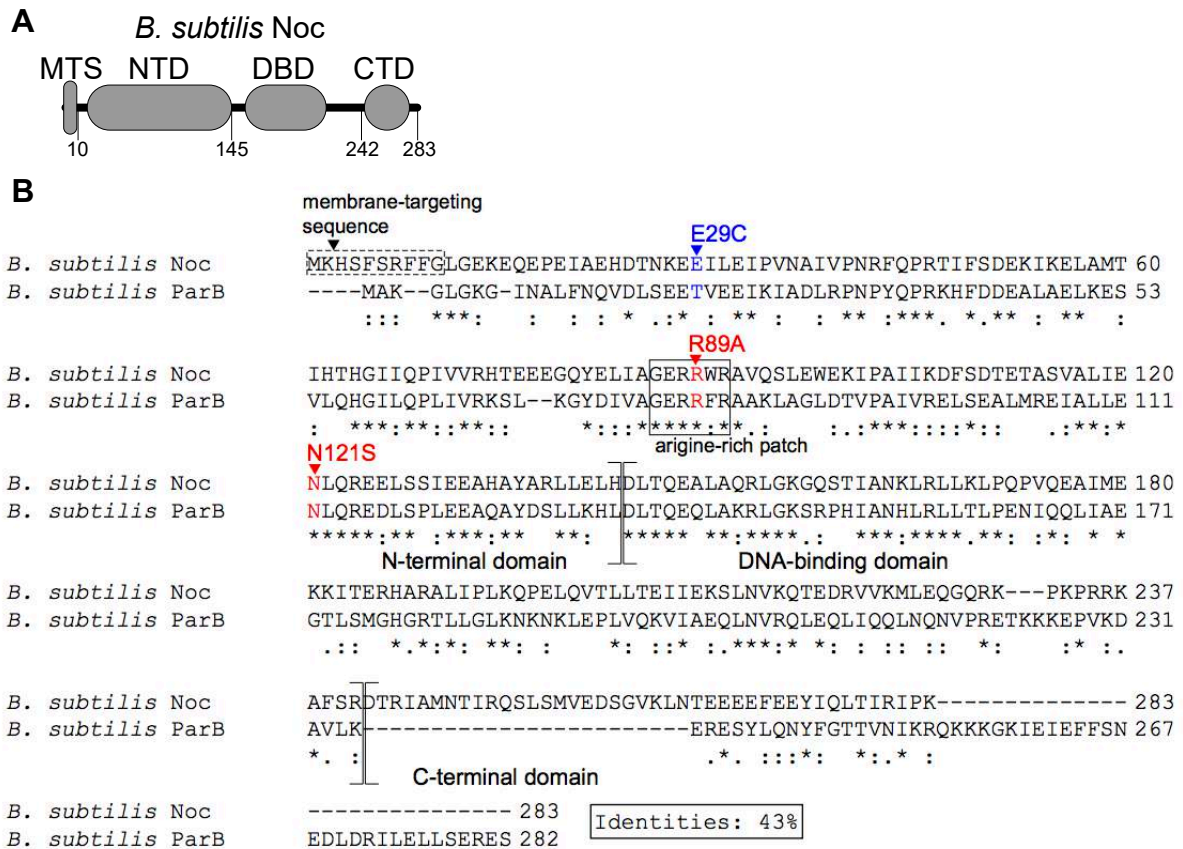 A
B. subtilis Noc
MTS NTD DBD CTD
10 145 242 283
B
membrane-targeting
sequence
E29C
B. subtilis Noc MKHSFSRFFGLGEKEQEPEIAEHDTNKEEILEIPVNAIVPNRFQPRTIFSDEKIKELAMT 60
B. subtilis ParB ----MAK--GLGKG-INALFNQVDLSEETVEEIKIADLRPNPYQPRKHFDDEALAELKES 53
::: ***: : : : * .:* : ** : : ** :***. *.** : ** :
R89A
B. subtilis Noc IHTHGIIQPIVVRHTEEEGQYELIAGERRWRAVQSLEWEKIPAIIKDFSDTETASVALIE 120
B. subtilis ParB VLQHGILQPLIVRKSL--KGYDIVAGERRFRAAKLAGLDTVPAIVRELSEALMREIALLE 111
: ***:**::**:: *:::*****:**.: :.:***:::*:: .:**:*
arigine-rich patch
N121S
B. subtilis Noc NLQREELSSIEEAHAYARLLELHDLTQEALAQRLGKGQSTIANKLRLLKLPQPVQEAIME 180
B. subtilis ParB NLQREDLSPLEEAQAYDSLLKHLDLTQEQLAKRLGKSRPHIANHLRLLTLPENIQQLIAE 171
*****:** :***:** **: ***** **:****.: ***:****.**: :*: * *
N-terminal domain DNA-binding domain
B. subtilis Noc KKITERHARALIPLKQPELQVTLLTEIIEKSLNVKQTEDRVVKMLEQGQRK---PKPRRK 237
B. subtilis ParB GTLSMGHGRTLLGLKNKNKLEPLVQKVIAEQLNVRQLEQLIQQLNQNVPRETKKKEPVKD 231
.:: *.*:*: **: : *: ::* :.***:* *: : :: :: *: :* :.
B. subtilis Noc AFSRDTRIAMNTIRQSLSMVEDSGVKLNTEEEEFEEYIQLTIRIPK-------------- 283
B. subtilis ParB AVLK------------------------ERESYLQNYFGTTVNIKRQKKKGKIEIEFFSN 267
*. : .*. :::*: *:.* :
C-terminal domain
B. subtilis Noc --------------- 283
B. subtilis ParB EDLDRILELLSERES 282
Identities: 43%